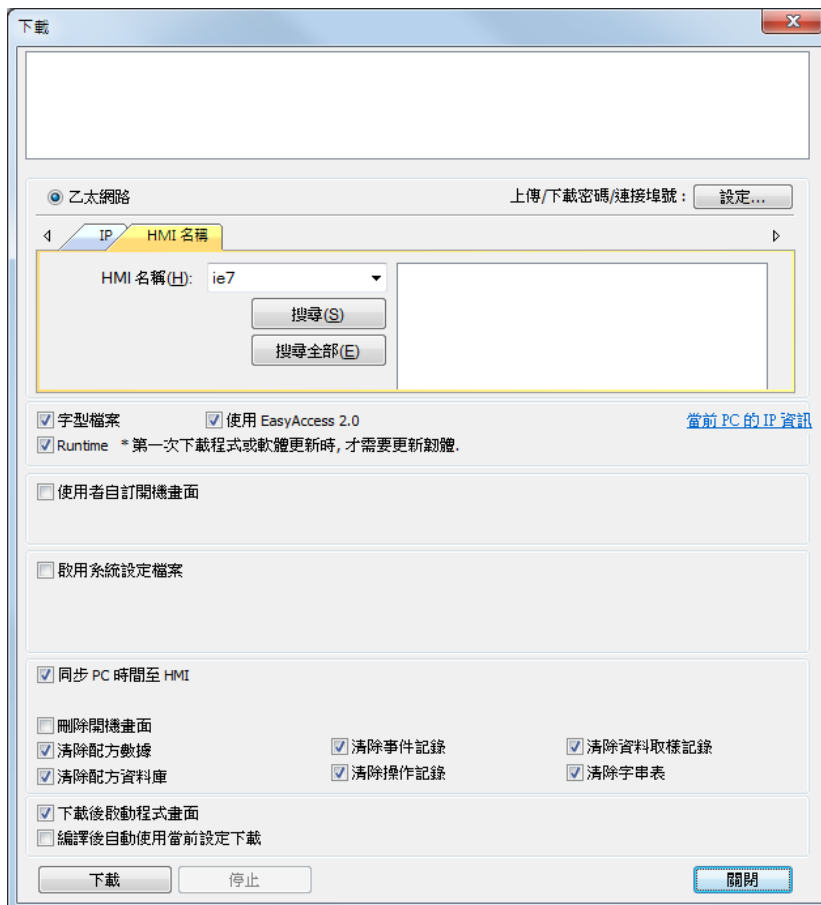 下載
乙太網路 上傳/下載密碼/連接埠號： 設定...
IP HMI 名稱
HMI 名稱(H): ie7
搜尋(S)
搜尋全部(E)
字型檔案 使用 EasyAccess 2.0 當前 PC 的 IP 資訊
Runtime * 第一次下載程式或軟體更新時, 才需要更新韌體.
使用者自訂開機畫面
啟用系統設定檔案
同步 PC 時間至 HMI
刪除開機畫面
清除配方數據 清除事件記錄 清除資料取樣記錄
清除配方資料庫 清除操作記錄 清除字串表
下載後啟動程式畫面
編譯後自動使用當前設定下載
下載 停止 關閉